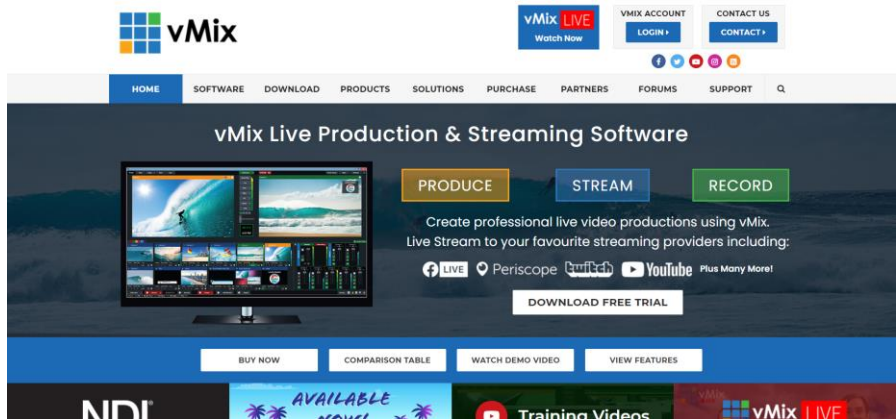 vMix
vMix LIVE
Watch Now
VMIX ACCOUNT
LOGIN
CONTACT US
CONTACT
HOME SOFTWARE DOWNLOAD PRODUCTS SOLUTIONS PURCHASE PARTNERS FORUMS SUPPORT
vMix Live Production & Streaming Software
PRODUCE STREAM RECORD
Create professional live video productions using vMix.
Live Stream to your favourite streaming providers including:
LIVE Periscope twitch YouTube Plus Many More!
DOWNLOAD FREE TRIAL
BUY NOW COMPARISON TABLE WATCH DEMO VIDEO VIEW FEATURES
NDI
AVAILABLE
Training Videos
vMix LIVE